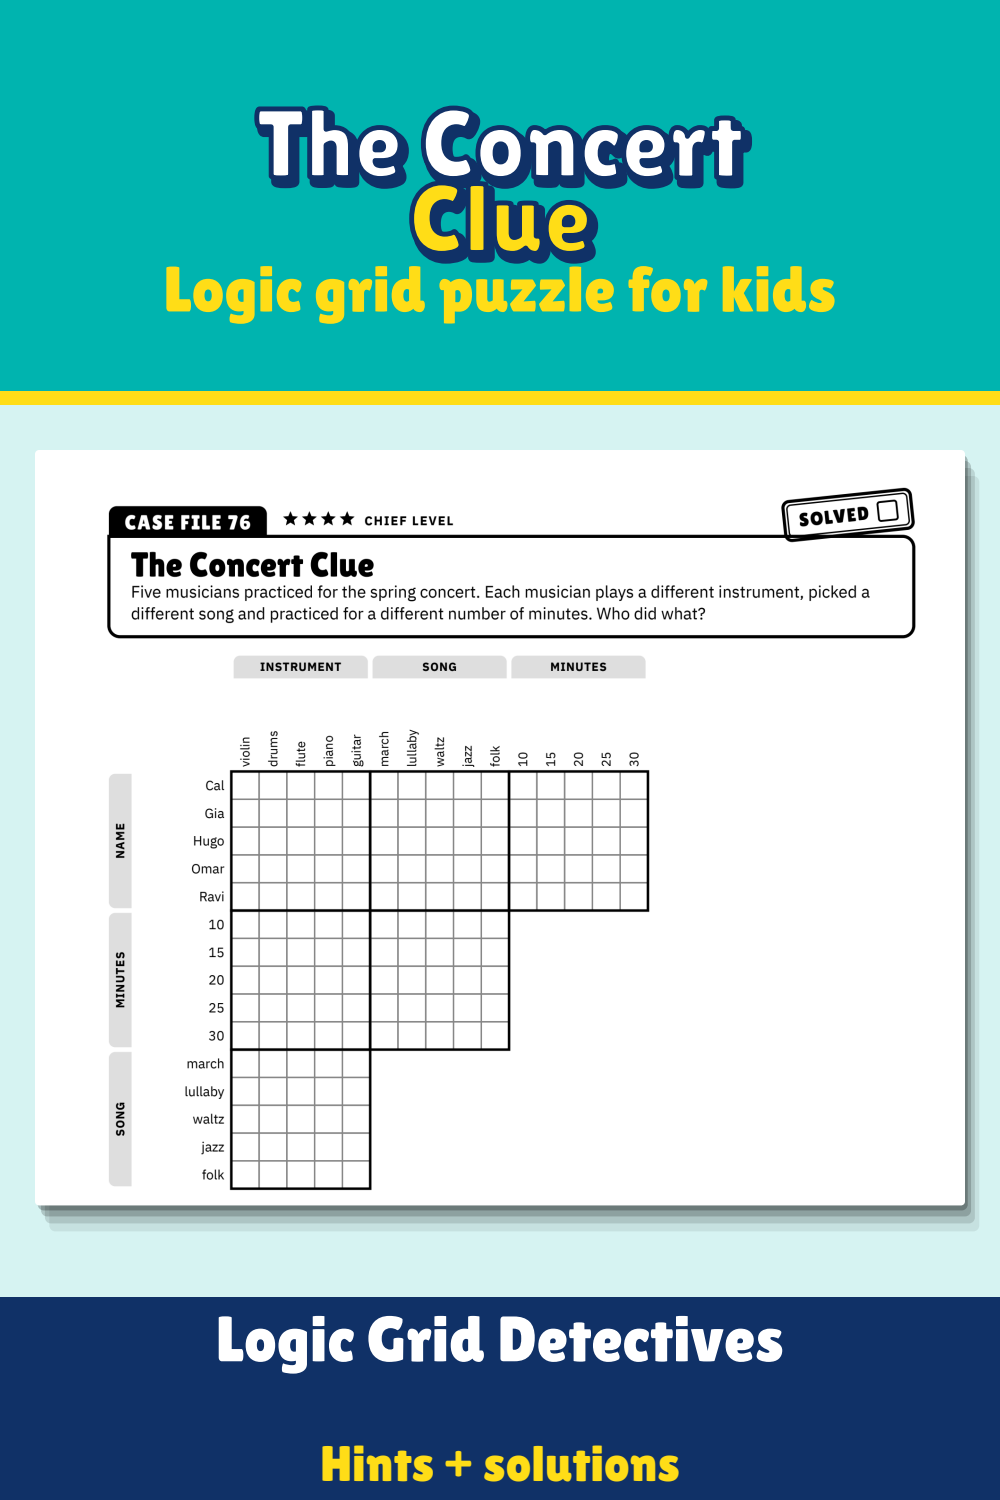 The Concert
Clue
Logic grid puzzle for kids
CASE FILE 76
★★★★ CHIEF LEVEL
SOLVED
The Concert Clue
Five musicians practiced for the spring concert. Each musician plays a different instrument, picked a
different song and practiced for a different number of minutes. Who did what?
INSTRUMENT SONG MINUTES
violin drums flute piano guitar march lullaby waltz jazz folk 10 15 20 25 30
NAME
Cal
Gia
Hugo
Omar
Ravi
MINUTES
10
15
20
25
30
SONG
march
lullaby
waltz
jazz
folk
Logic Grid Detectives
Hints + solutions